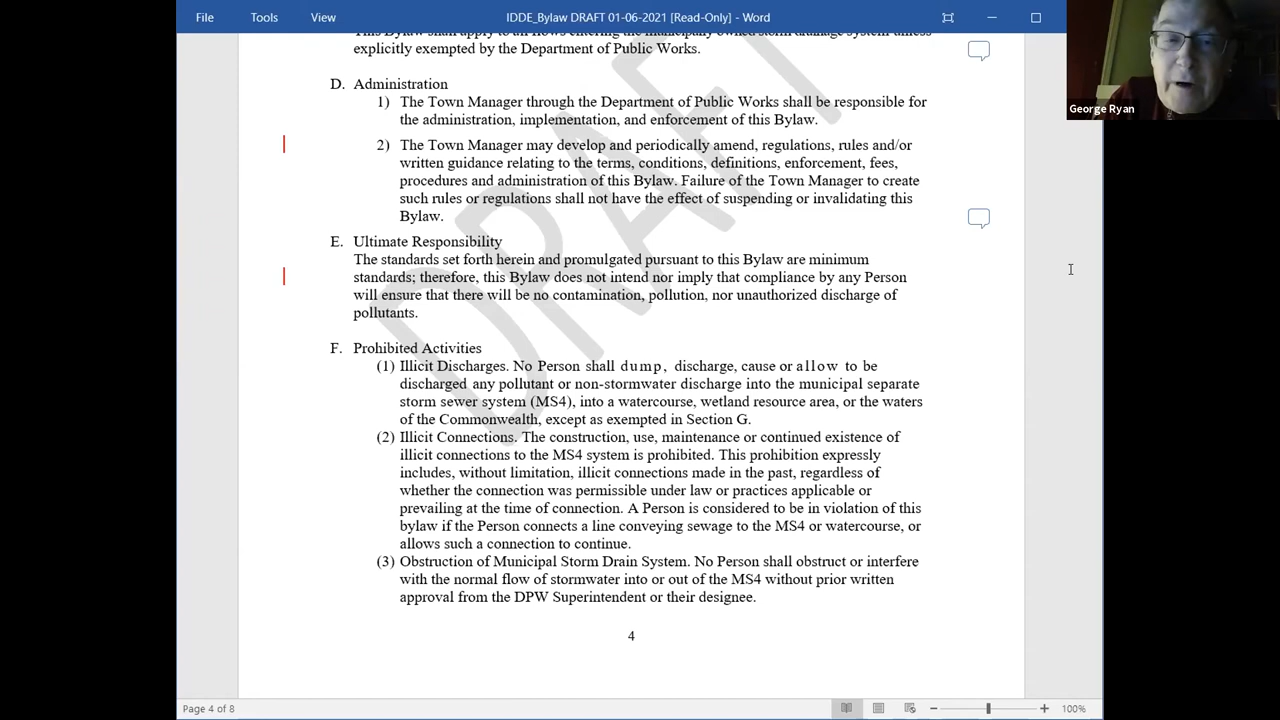 File Tools View IDDE_Bylaw DRAFT 01-06-2021 [Read-Only] - Word
George Ryan
This Bylaw shall apply to all flows entering the municipally owned storm drainage system unless
explicitly exempted by the Department of Public Works.
D. Administration
1) The Town Manager through the Department of Public Works shall be responsible for
the administration, implementation, and enforcement of this Bylaw.
2) The Town Manager may develop and periodically amend, regulations, rules and/or
written guidance relating to the terms, conditions, definitions, enforcement, fees,
procedures and administration of this Bylaw. Failure of the Town Manager to create
such rules or regulations shall not have the effect of suspending or invalidating this
Bylaw.
E. Ultimate Responsibility
The standards set forth herein and promulgated pursuant to this Bylaw are minimum
standards; therefore, this Bylaw does not intend nor imply that compliance by any Person
will ensure that there will be no contamination, pollution, nor unauthorized discharge of
pollutants.
F. Prohibited Activities
(1) Illicit Discharges. No Person shall dump, discharge, cause or allow to be
discharged any pollutant or non-stormwater discharge into the municipal separate
storm sewer system (MS4), into a watercourse, wetland resource area, or the waters
of the Commonwealth, except as exempted in Section G.
(2) Illicit Connections. The construction, use, maintenance or continued existence of
illicit connections to the MS4 system is prohibited. This prohibition expressly
includes, without limitation, illicit connections made in the past, regardless of
whether the connection was permissible under law or practices applicable or
prevailing at the time of connection. A Person is considered to be in violation of this
bylaw if the Person connects a line conveying sewage to the MS4 or watercourse, or
allows such a connection to continue.
(3) Obstruction of Municipal Storm Drain System. No Person shall obstruct or interfere
with the normal flow of stormwater into or out of the MS4 without prior written
approval from the DPW Superintendent or their designee.
DRAFT
4
Page 4 of 8 100%